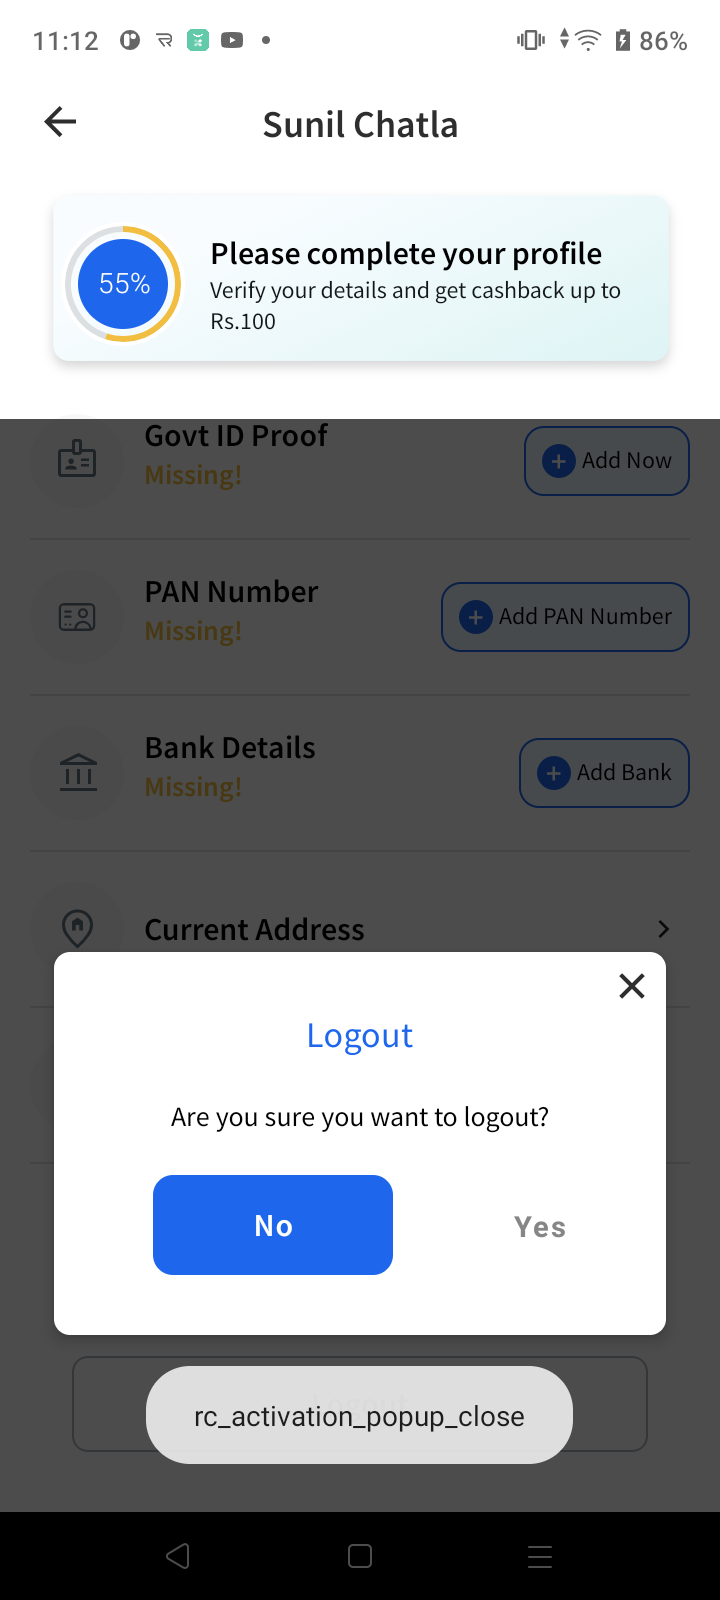 11:12
86%
Sunil Chatla
55%
Please complete your profile
Verify your details and get cashback up to
Rs.100
Govt ID Proof
Missing!
Add Now
PAN Number
Missing!
Add PAN Number
Bank Details
Missing!
Add Bank
Current Address
Logout
Are you sure you want to logout?
No
Yes
rc_activation_popup_close